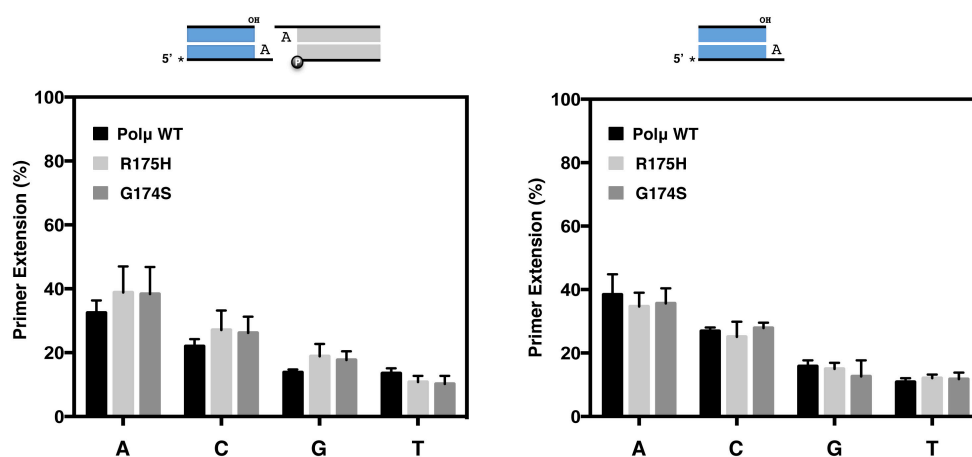 OH
A
A
5' *
P
Primer Extension (%)
100
80
60
40
20
0
Polμ WT
R175H
G174S
A C G T
OH
A
5' *
Primer Extension (%)
100
80
60
40
20
0
Polμ WT
R175H
G174S
A C G T